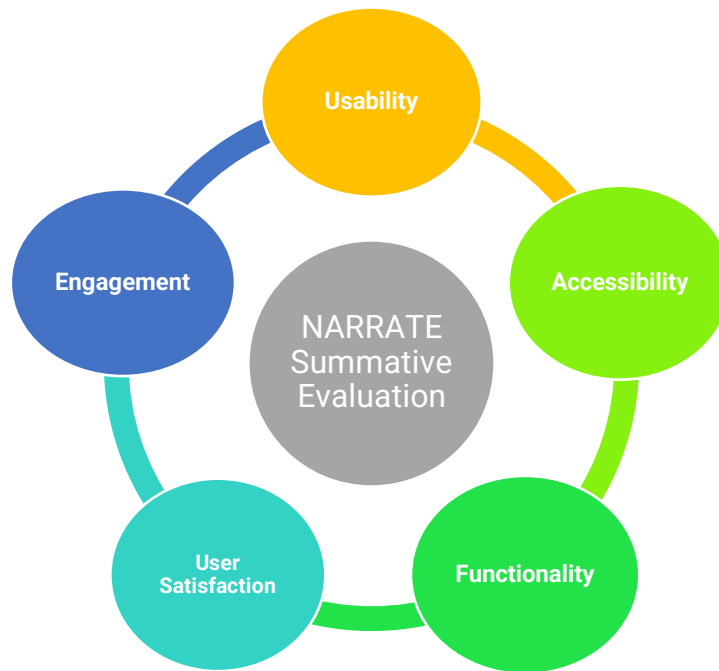 Usability
Engagement
Accessibility
NARRATE
Summative
Evaluation
User
Satisfaction
Functionality